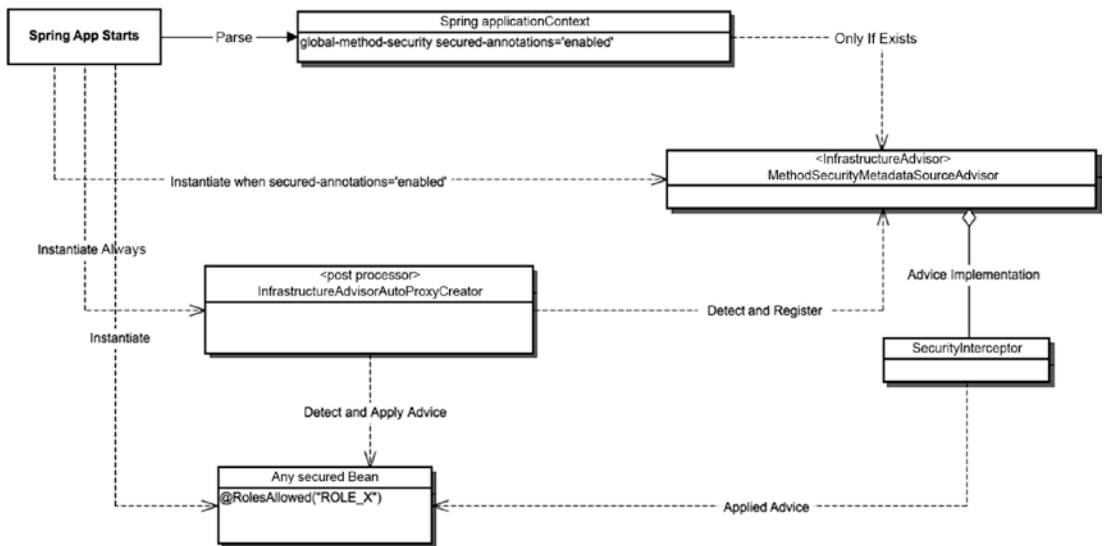 Spring applicationContext
Spring App Starts
Parse
global-method-security secured-annotations='enabled'
Only If Exists
<InfrastructureAdvisor>
MethodSecurityMetadataSourceAdvisor
Instantiate when secured-annotations='enabled'
Instantiate Always
<post processor>
InfrastructureAdvisorAutoProxyCreator
Advice Implementation
Detect and Register
Instantiate
SecurityInterceptor
Detect and Apply Advice
Any secured Bean
@RolesAllowed("ROLE_X")
Applied Advice